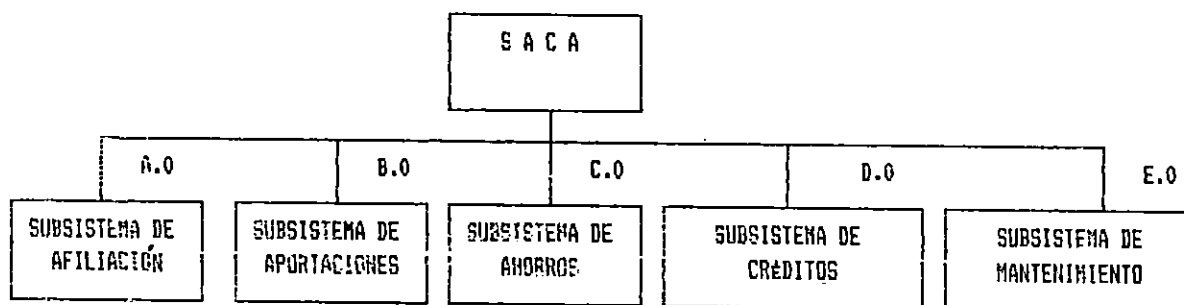 S A C A
A.0
B.0
C.0
D.0
E.0
SUBSISTEMA DE
AFILIACIÓN
SUBSISTEMA DE
APORTACIONES
SUBSISTEMA DE
AHORROS
SUBSISTEMA DE
CRÉDITOS
SUBSISTEMA DE
MANTENIMIENTO